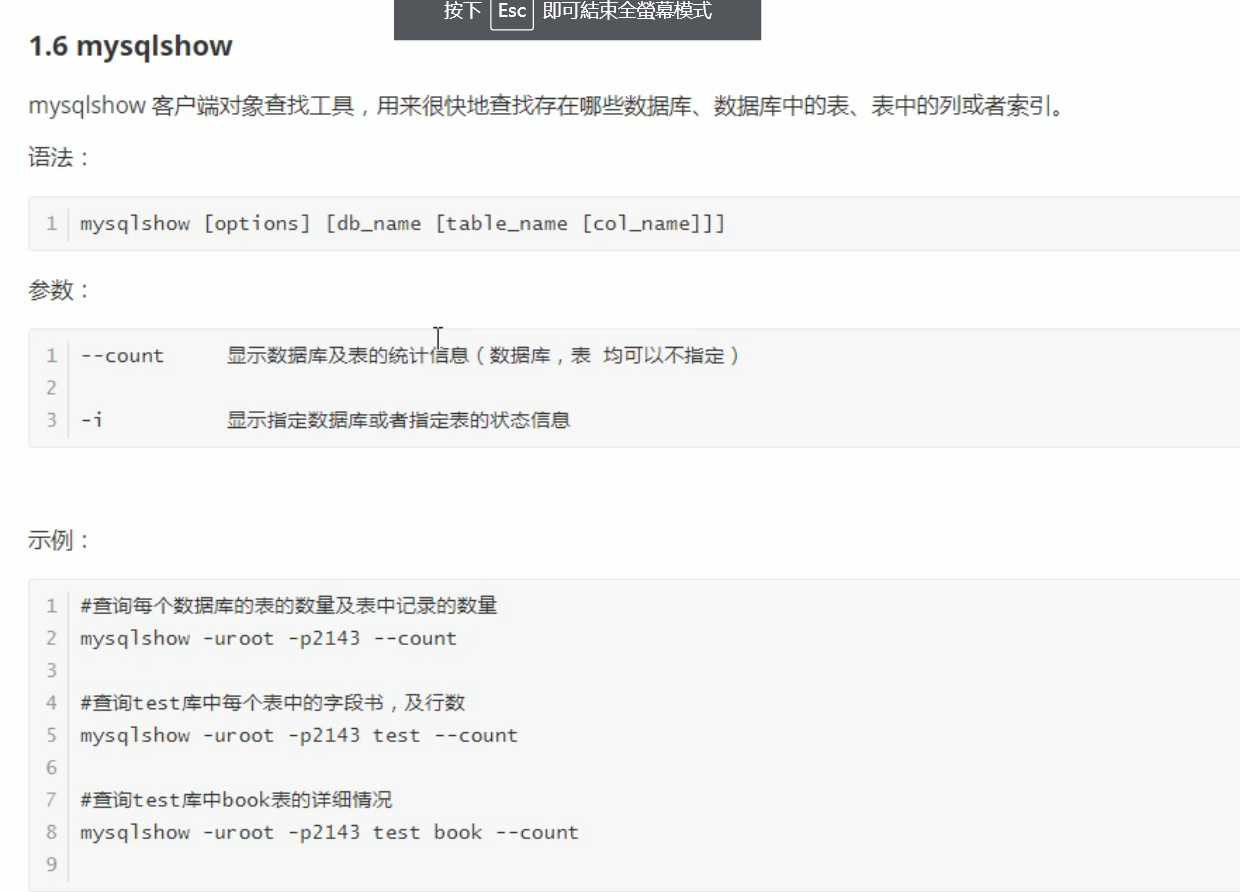 按下 Esc 即可結束全螢幕模式
1.6 mysqlshow
mysqlshow 客户端对象查找工具，用来很快地查找存在哪些数据库、数据库中的表、表中的列或者索引。
语法：
1 mysqlshow [options] [db_name [table_name [col_name]]]
参数：
1 --count 显示数据库及表的统计信息（数据库，表 均可以不指定）
2
3 -i 显示指定数据库或者指定表的状态信息
示例：
1 #查询每个数据库的表的数量及表中记录的数量
2 mysqlshow -uroot -p2143 --count
3
4 #查询test库中每个表中的字段书，及行数
5 mysqlshow -uroot -p2143 test --count
6
7 #查询test库中book表的详细情况
8 mysqlshow -uroot -p2143 test book --count
9